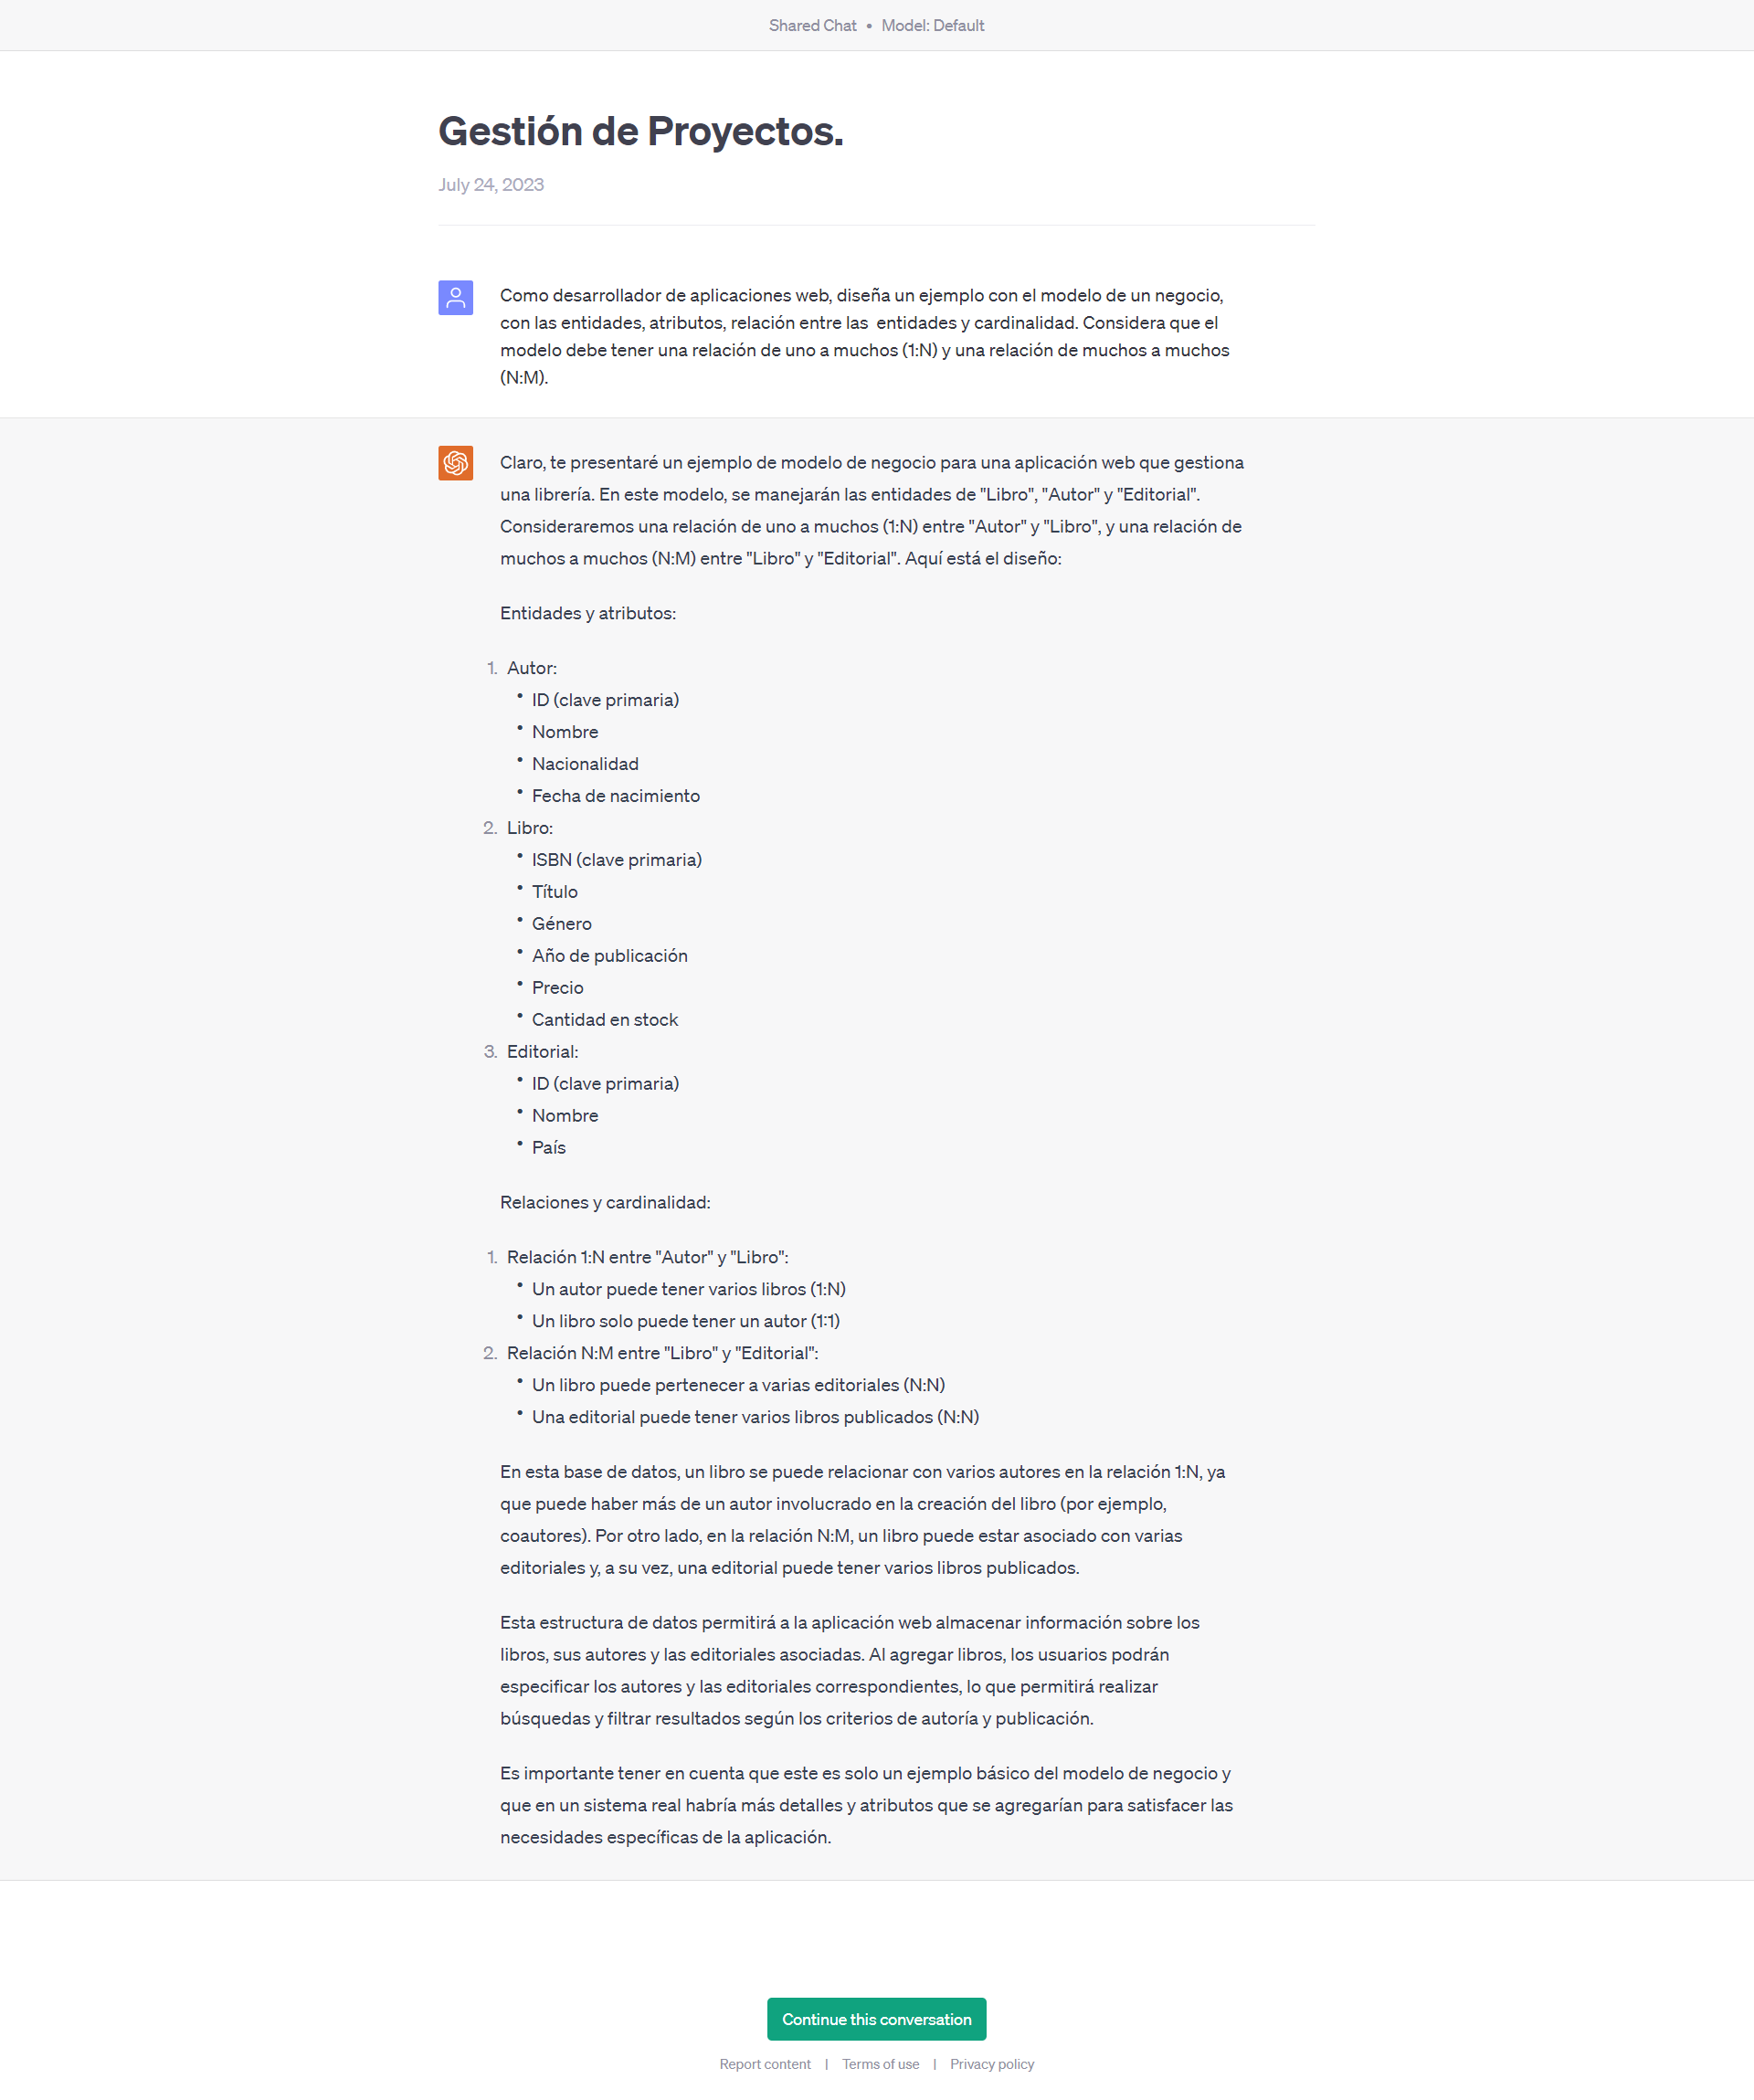 Shared Chat • Model: Default
Gestión de Proyectos.
July 24, 2023
Como desarrollador de aplicaciones web, diseña un ejemplo con el modelo de un negocio,
con las entidades, atributos, relación entre las  entidades y cardinalidad. Considera que el
modelo debe tener una relación de uno a muchos (1:N) y una relación de muchos a muchos
(N:M).
Claro, te presentaré un ejemplo de modelo de negocio para una aplicación web que gestiona
una librería. En este modelo, se manejarán las entidades de "Libro", "Autor" y "Editorial".
Consideraremos una relación de uno a muchos (1:N) entre "Autor" y "Libro", y una relación de
muchos a muchos (N:M) entre "Libro" y "Editorial". Aquí está el diseño:
Entidades y atributos:
1. Autor:
• ID (clave primaria)
• Nombre
• Nacionalidad
• Fecha de nacimiento
2. Libro:
• ISBN (clave primaria)
• Título
• Género
• Año de publicación
• Precio
• Cantidad en stock
3. Editorial:
• ID (clave primaria)
• Nombre
• País
Relaciones y cardinalidad:
1. Relación 1:N entre "Autor" y "Libro":
• Un autor puede tener varios libros (1:N)
• Un libro solo puede tener un autor (1:1)
2. Relación N:M entre "Libro" y "Editorial":
• Un libro puede pertenecer a varias editoriales (N:N)
• Una editorial puede tener varios libros publicados (N:N)
En esta base de datos, un libro se puede relacionar con varios autores en la relación 1:N, ya
que puede haber más de un autor involucrado en la creación del libro (por ejemplo,
coautores). Por otro lado, en la relación N:M, un libro puede estar asociado con varias
editoriales y, a su vez, una editorial puede tener varios libros publicados.
Esta estructura de datos permitirá a la aplicación web almacenar información sobre los
libros, sus autores y las editoriales asociadas. Al agregar libros, los usuarios podrán
especificar los autores y las editoriales correspondientes, lo que permitirá realizar
búsquedas y filtrar resultados según los criterios de autoría y publicación.
Es importante tener en cuenta que este es solo un ejemplo básico del modelo de negocio y
que en un sistema real habría más detalles y atributos que se agregarían para satisfacer las
necesidades específicas de la aplicación.
Continue this conversation
Report content | Terms of use | Privacy policy